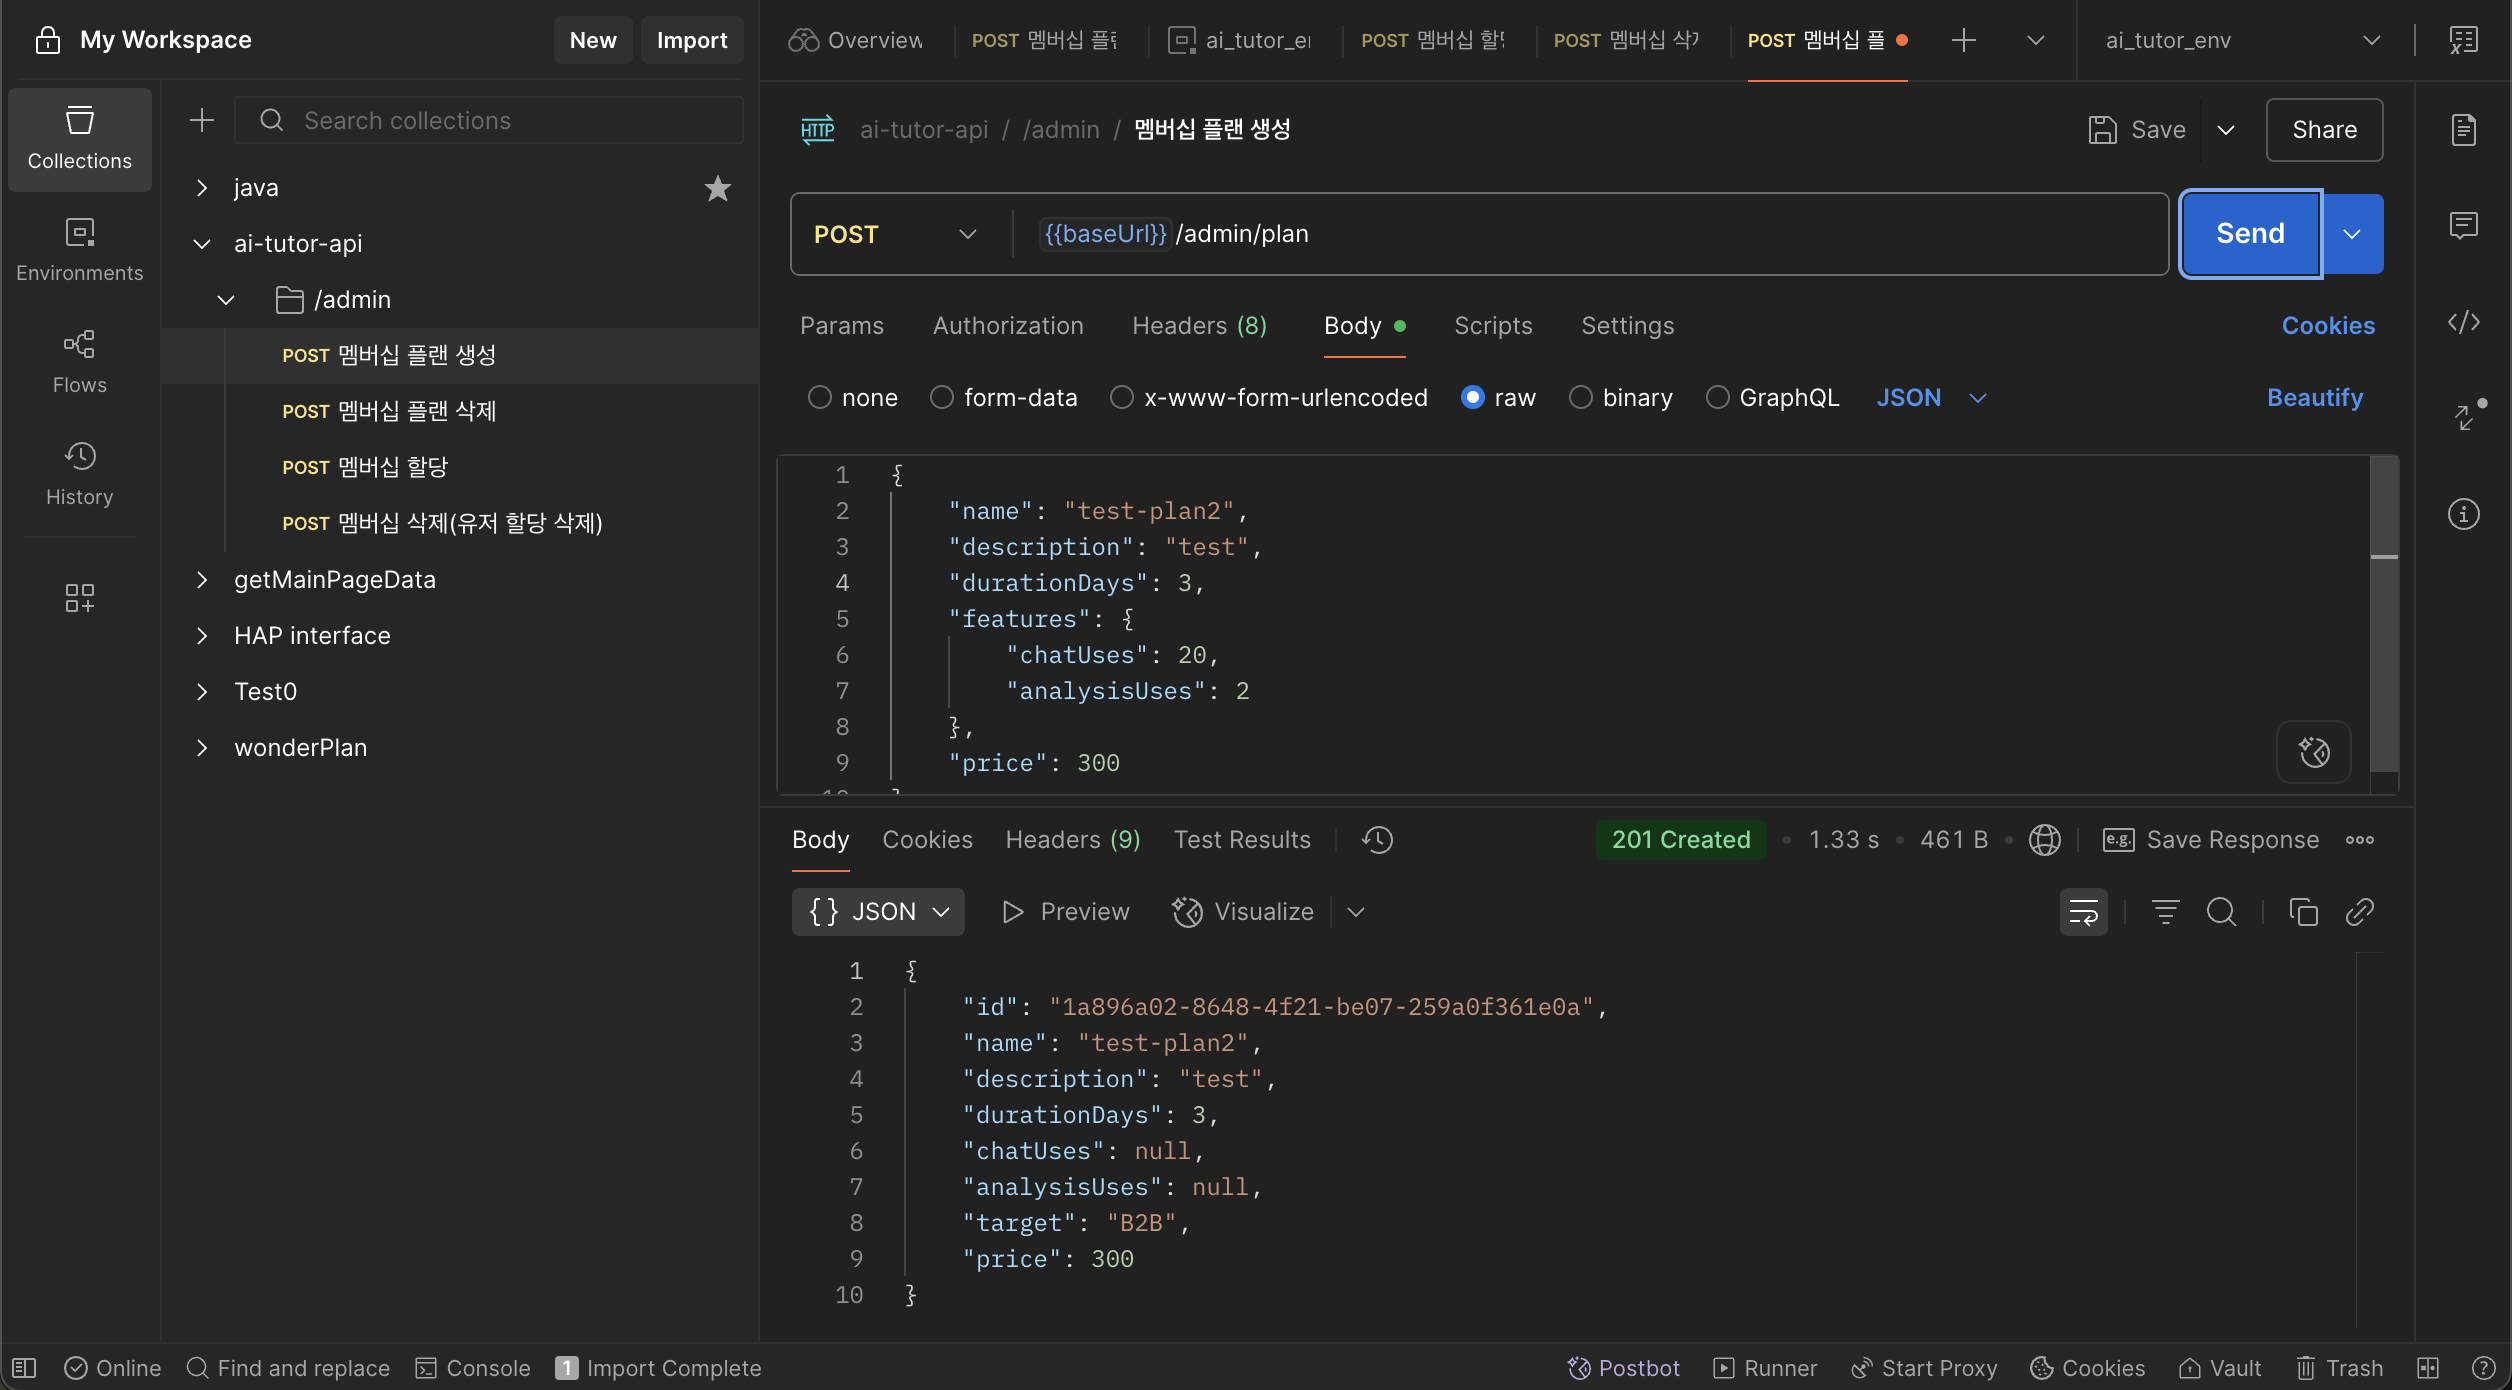 My Workspace
New
Import
Overview
POST 멤버십 플
ai_tutor_e
POST 멤버십 할
POST 멤버십 삭
POST 멤버십 플
ai_tutor_env
Collections
Environments
Flows
History
Search collections
java
ai-tutor-api
/admin
POST 멤버십 플랜 생성
POST 멤버십 플랜 삭제
POST 멤버십 할당
POST 멤버십 삭제(유저 할당 삭제)
getMainPageData
HAP interface
Test0
wonderPlan
HTTP ai-tutor-api / /admin / 멤버십 플랜 생성
Save
Share
POST
{{baseUrl}} /admin/plan
Send
Params Authorization Headers (8) Body Scripts Settings
Cookies
none form-data x-www-form-urlencoded raw binary GraphQL JSON
Beautify
1 {
2 "name": "test-plan2",
3 "description": "test",
4 "durationDays": 3,
5 "features": {
6 "chatUses": 20,
7 "analysisUses": 2
8 },
9 "price": 300
Body Cookies Headers (9) Test Results
201 Created • 1.33 s • 461 B •
e.g. Save Response
{} JSON Preview Visualize
1 {
2 "id": "1a896a02-8648-4f21-be07-259a0f361e0a",
3 "name": "test-plan2",
4 "description": "test",
5 "durationDays": 3,
6 "chatUses": null,
7 "analysisUses": null,
8 "target": "B2B",
9 "price": 300
10 }
Online
Find and replace
Console
1 Import Complete
Postbot
Runner
Start Proxy
Cookies
Vault
Trash